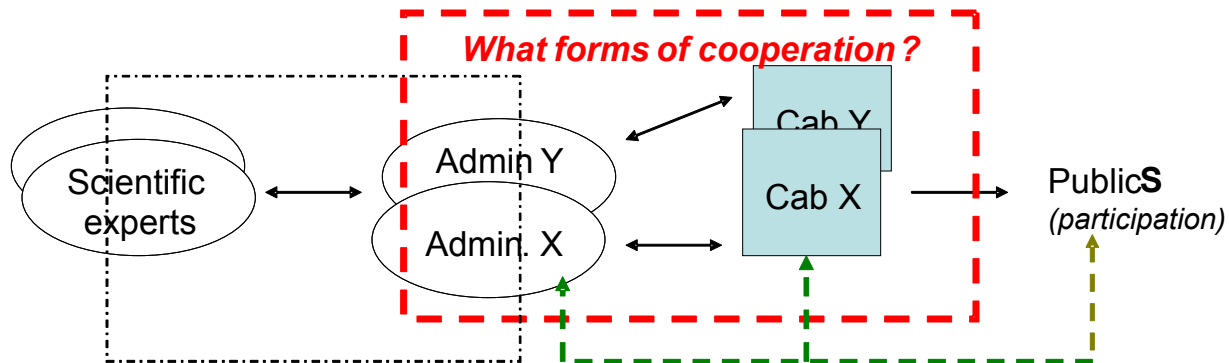 What forms of cooperation ?
Cab Y
Admin Y
Scientific
experts
Cab X
PublicS
(participation)
Admin. X